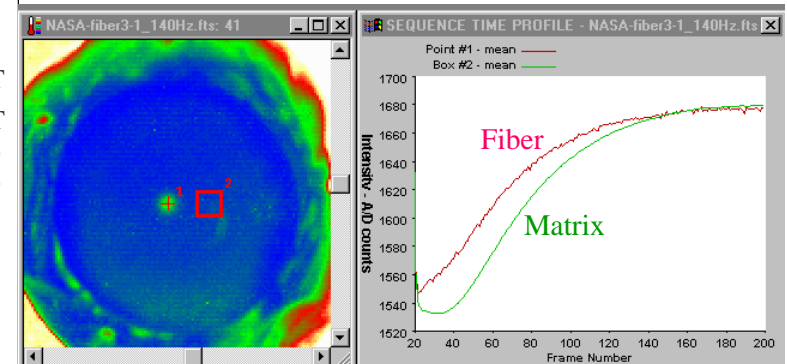 NASA-fiber3-1_140Hz.fts: 41
1
2
SEQUENCE TIME PROFILE - NASA-fiber3-1_140Hz.fts
Point #1 - mean
Box #2 - mean
Intensity - A/D counts
1700
1680
1660
1640
1620
1600
1580
1560
1540
1520
Fiber
Matrix
20
40
60
80
100
120
140
160
180
200
Frame Number